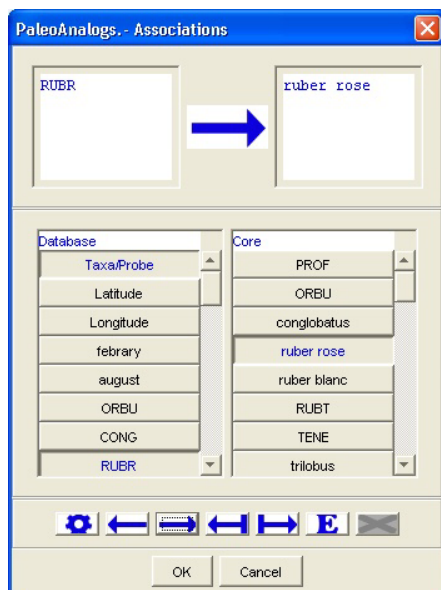 PaleoAnalogs.- Associations
RUBR
ruber rose
Database
Taxa/Probe
Latitude
Longitude
febrary
august
ORBU
CONG
RUBR
Core
PROF
ORBU
conglobatus
ruber rose
ruber blanc
RUBT
TENE
trilobus
E
OK
Cancel